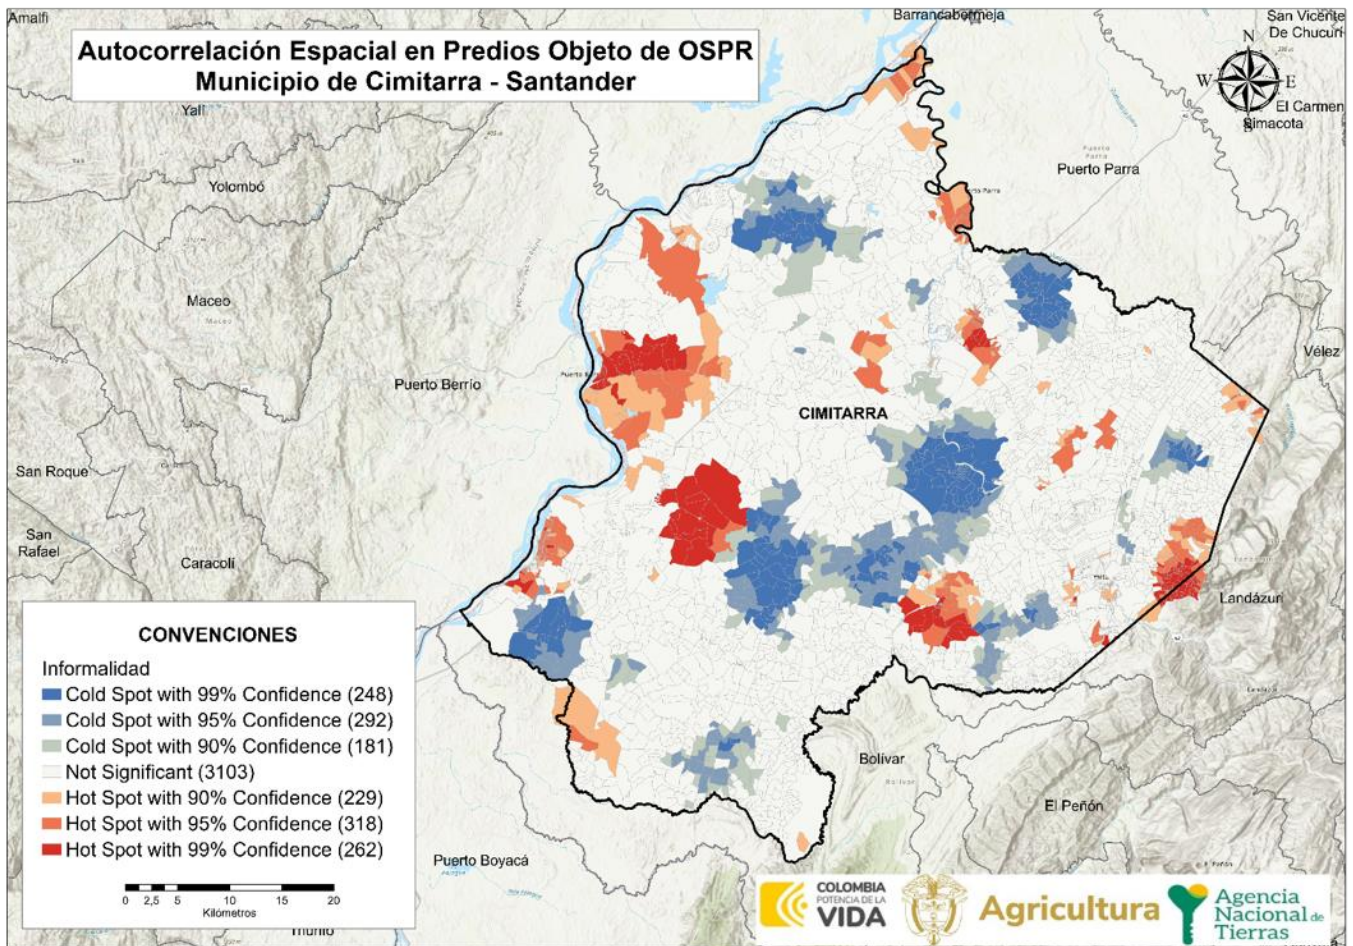 Amalfi
Barrancabermeja
San Vicente
De Chucurí
Autocorrelación Espacial en Predios Objeto de OSPR
Municipio de Cimitarra - Santander
N
W
E
S
El Carmen
Simacota
Yalí
Puerto Parra
Yolombó
Maceo
Maceo
Vélez
Puerto Berrío
CIMITARRA
San Roque
San
Rafael
Caracolí
Landázuri
CONVENCIONES
Informalidad
Cold Spot with 99% Confidence (248)
Cold Spot with 95% Confidence (292)
Cold Spot with 90% Confidence (181)
Not Significant (3103)
Hot Spot with 90% Confidence (229)
Hot Spot with 95% Confidence (318)
Hot Spot with 99% Confidence (262)
0 2,5 5 10 15 20
Kilómetros
Bolívar
Bolívar
El Peñón
Puerto Boyacá
COLOMBIA
POTENCIA DE LA
VIDA
Agricultura
Agencia
Nacional de
Tierras